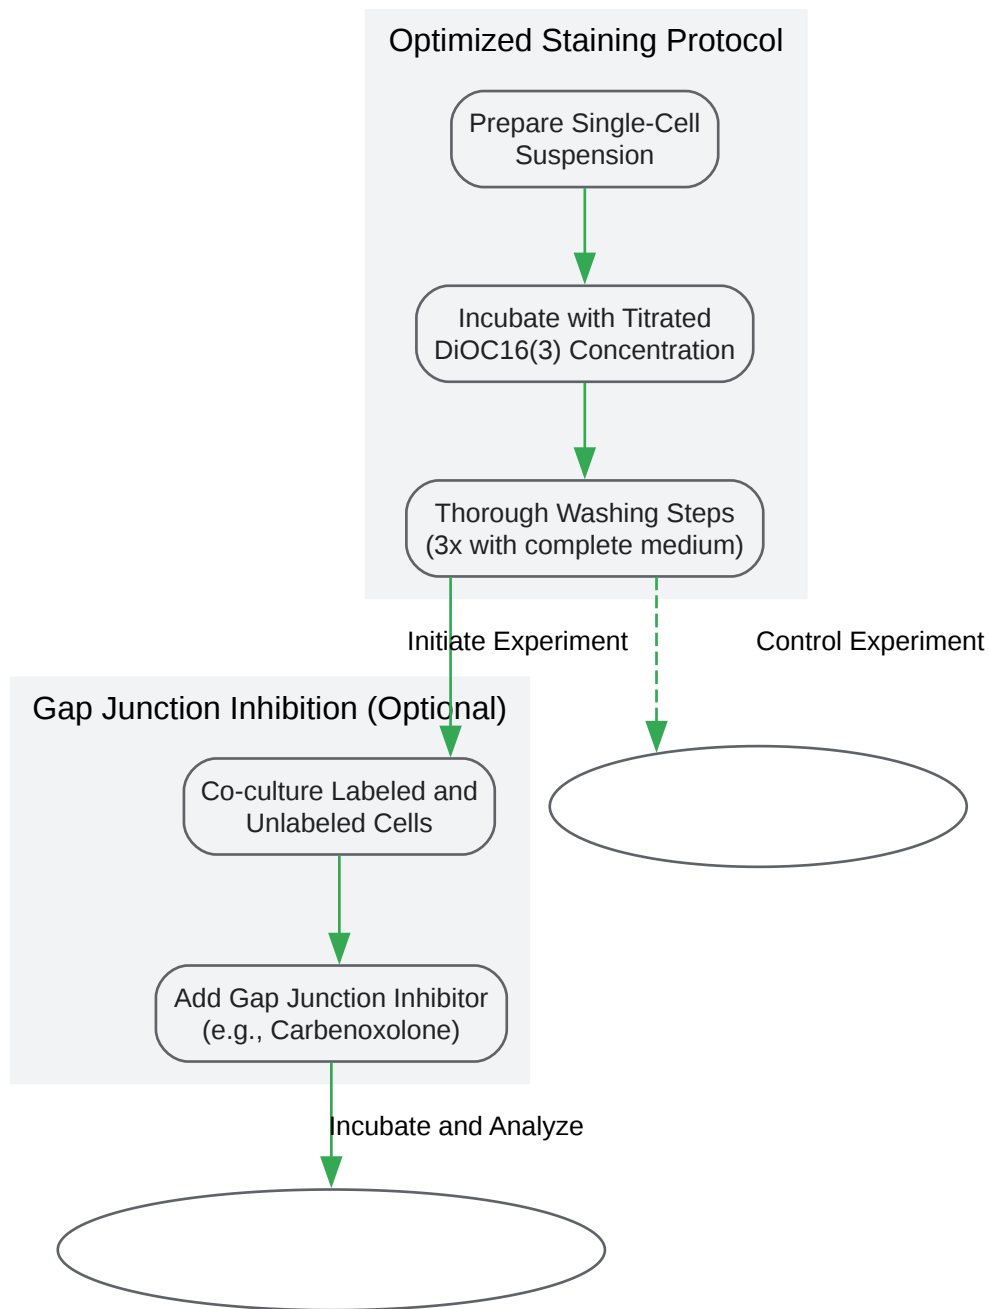 Optimized Staining Protocol
Prepare Single-Cell
Suspension
Incubate with Titrated
DiOC16(3) Concentration
Thorough Washing Steps
(3x with complete medium)
Initiate Experiment
Control Experiment
Gap Junction Inhibition (Optional)
Co-culture Labeled and
Unlabeled Cells
Add Gap Junction Inhibitor
(e.g., Carbenoxolone)
Incubate and Analyze